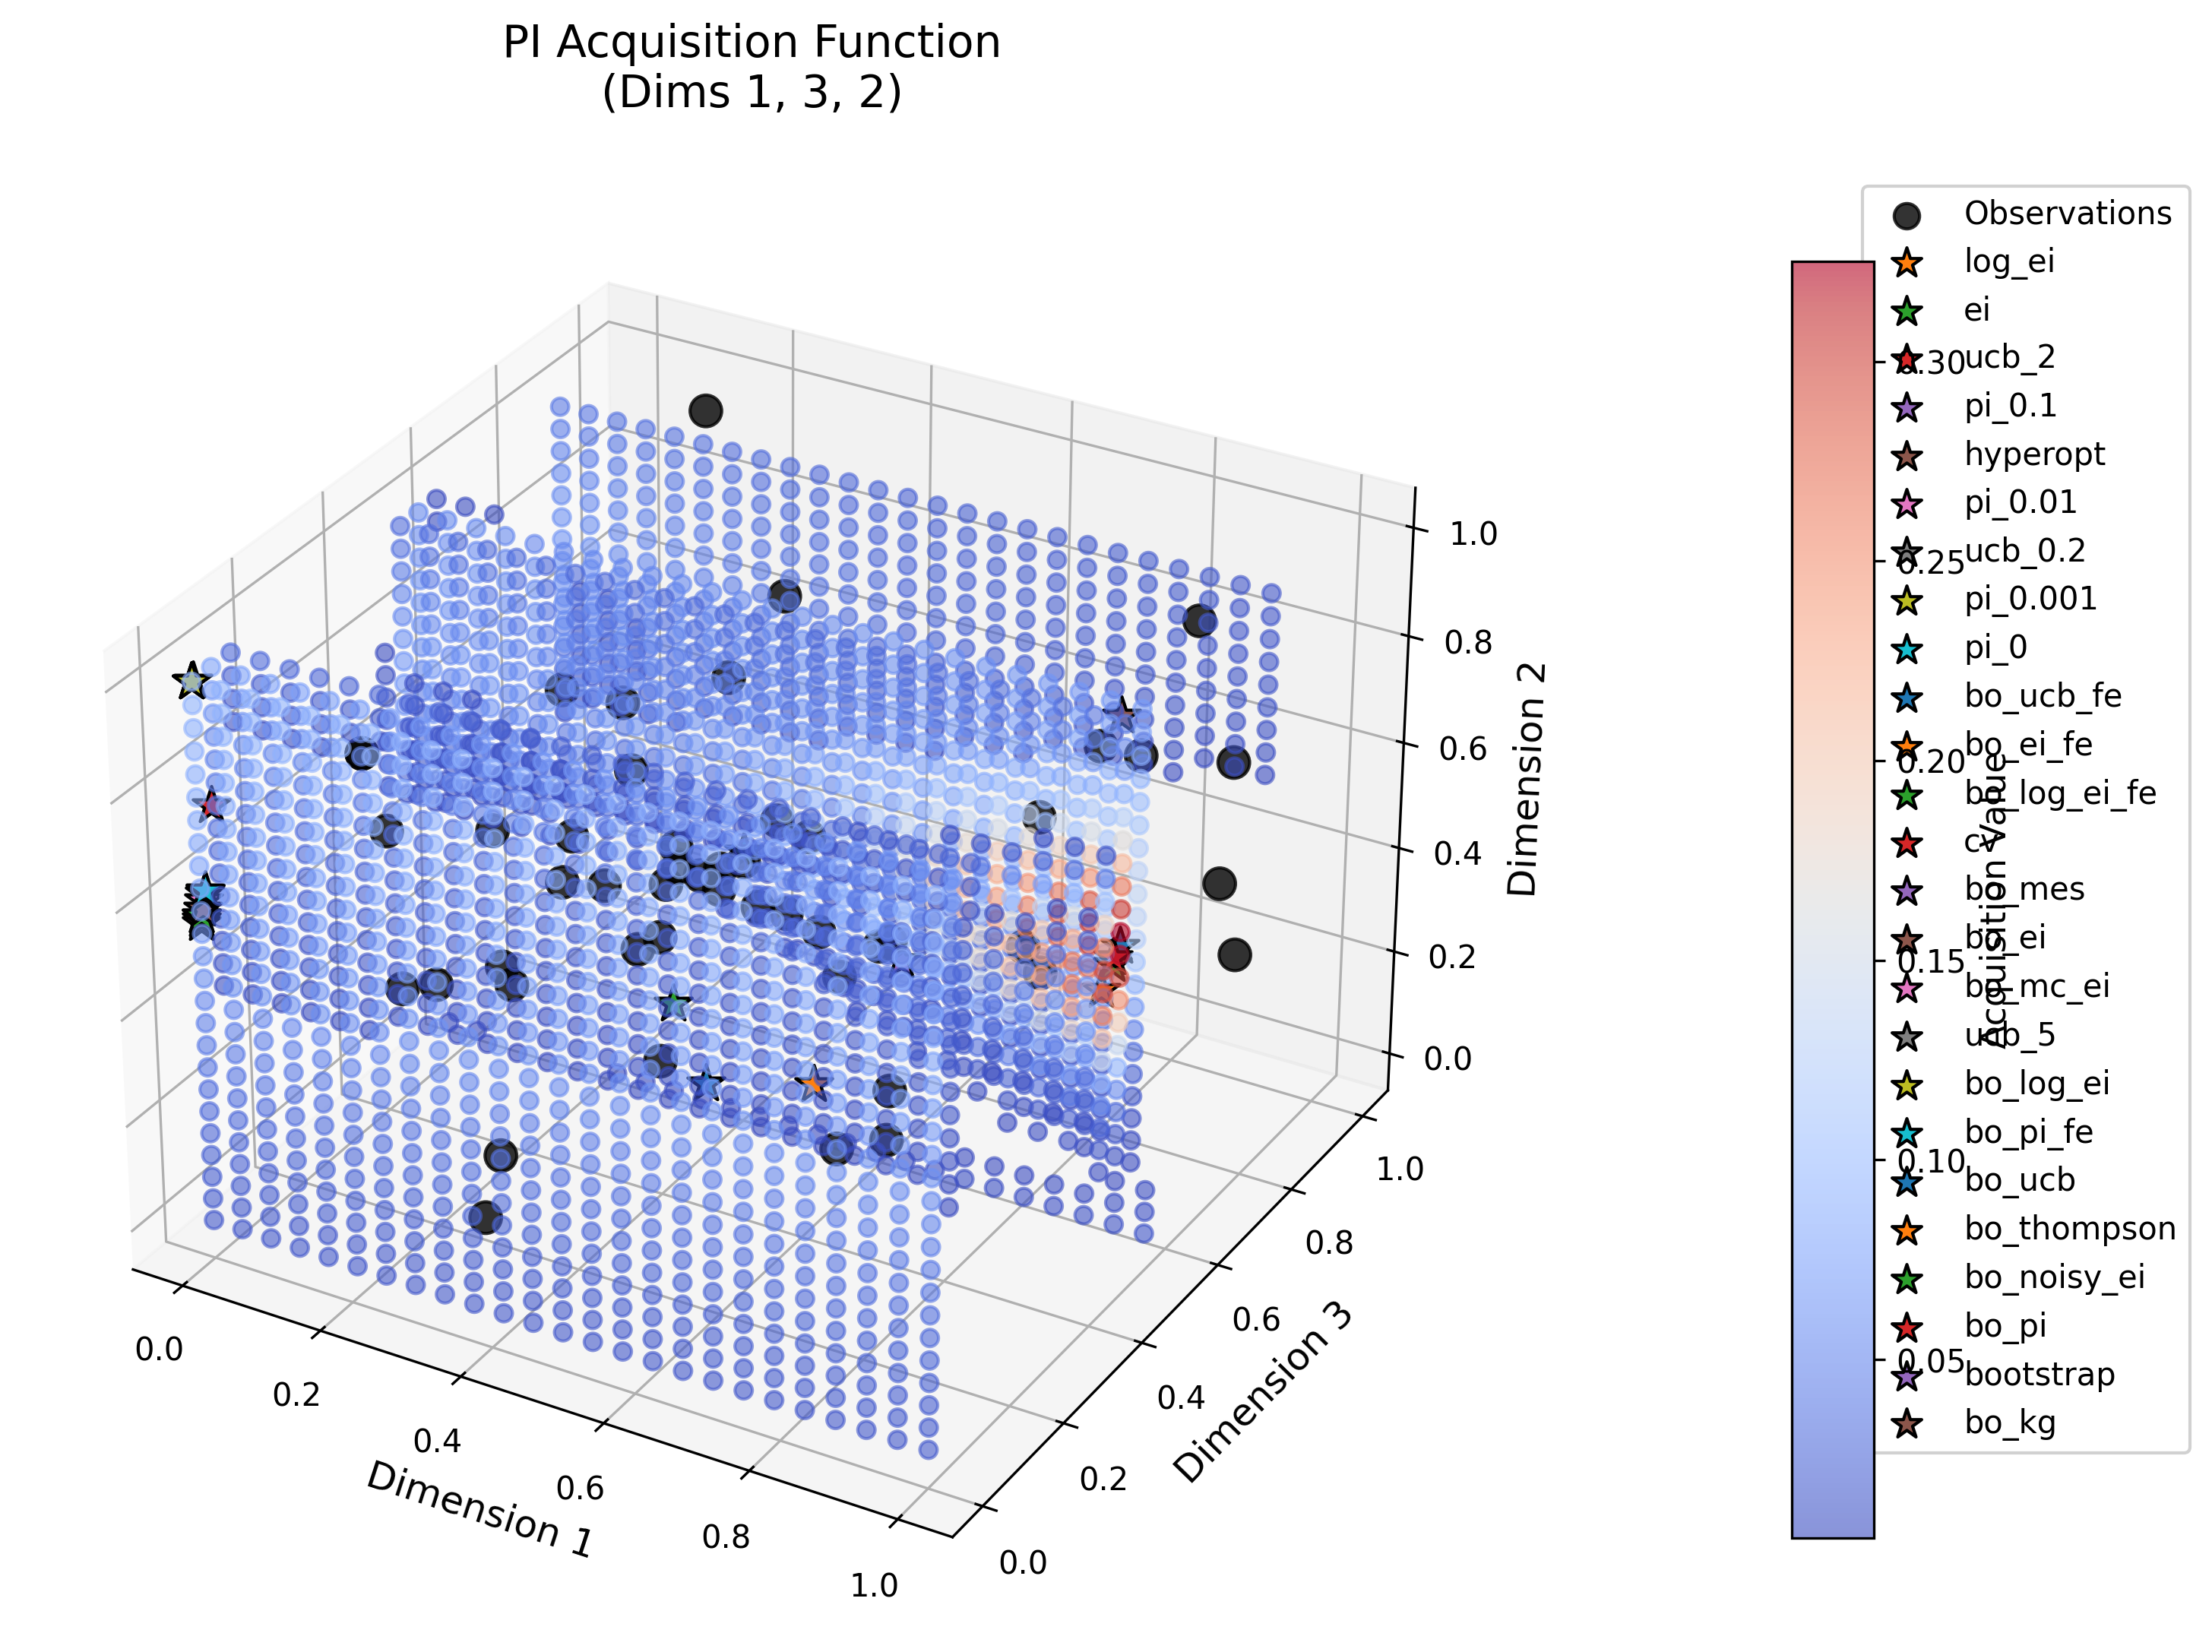 PI Acquisition Function
(Dims 1, 3, 2)
Observations
log_ei
ei
ucb_2
pi_0.1
hyperopt
pi_0.01
ucb_0.2
pi_0.001
pi_0
bo_ucb_fe
bo_ei_fe
bo_log_ei_fe
bo_mes
bo_ei
bo_mc_ei
ucb_5
bo_log_ei
bo_pi_fe
bo_ucb
bo_thompson
bo_noisy_ei
bo_pi
bootstrap
bo_kg
0.30
0.25
0.20
0.15
0.10
0.05
Acquisition Value
1.0
0.8
0.6
0.4
0.2
0.0
Dimension 2
1.0
0.8
0.6
0.4
0.2
0.0
Dimension 3
0.0
0.2
0.4
0.6
0.8
1.0
Dimension 1